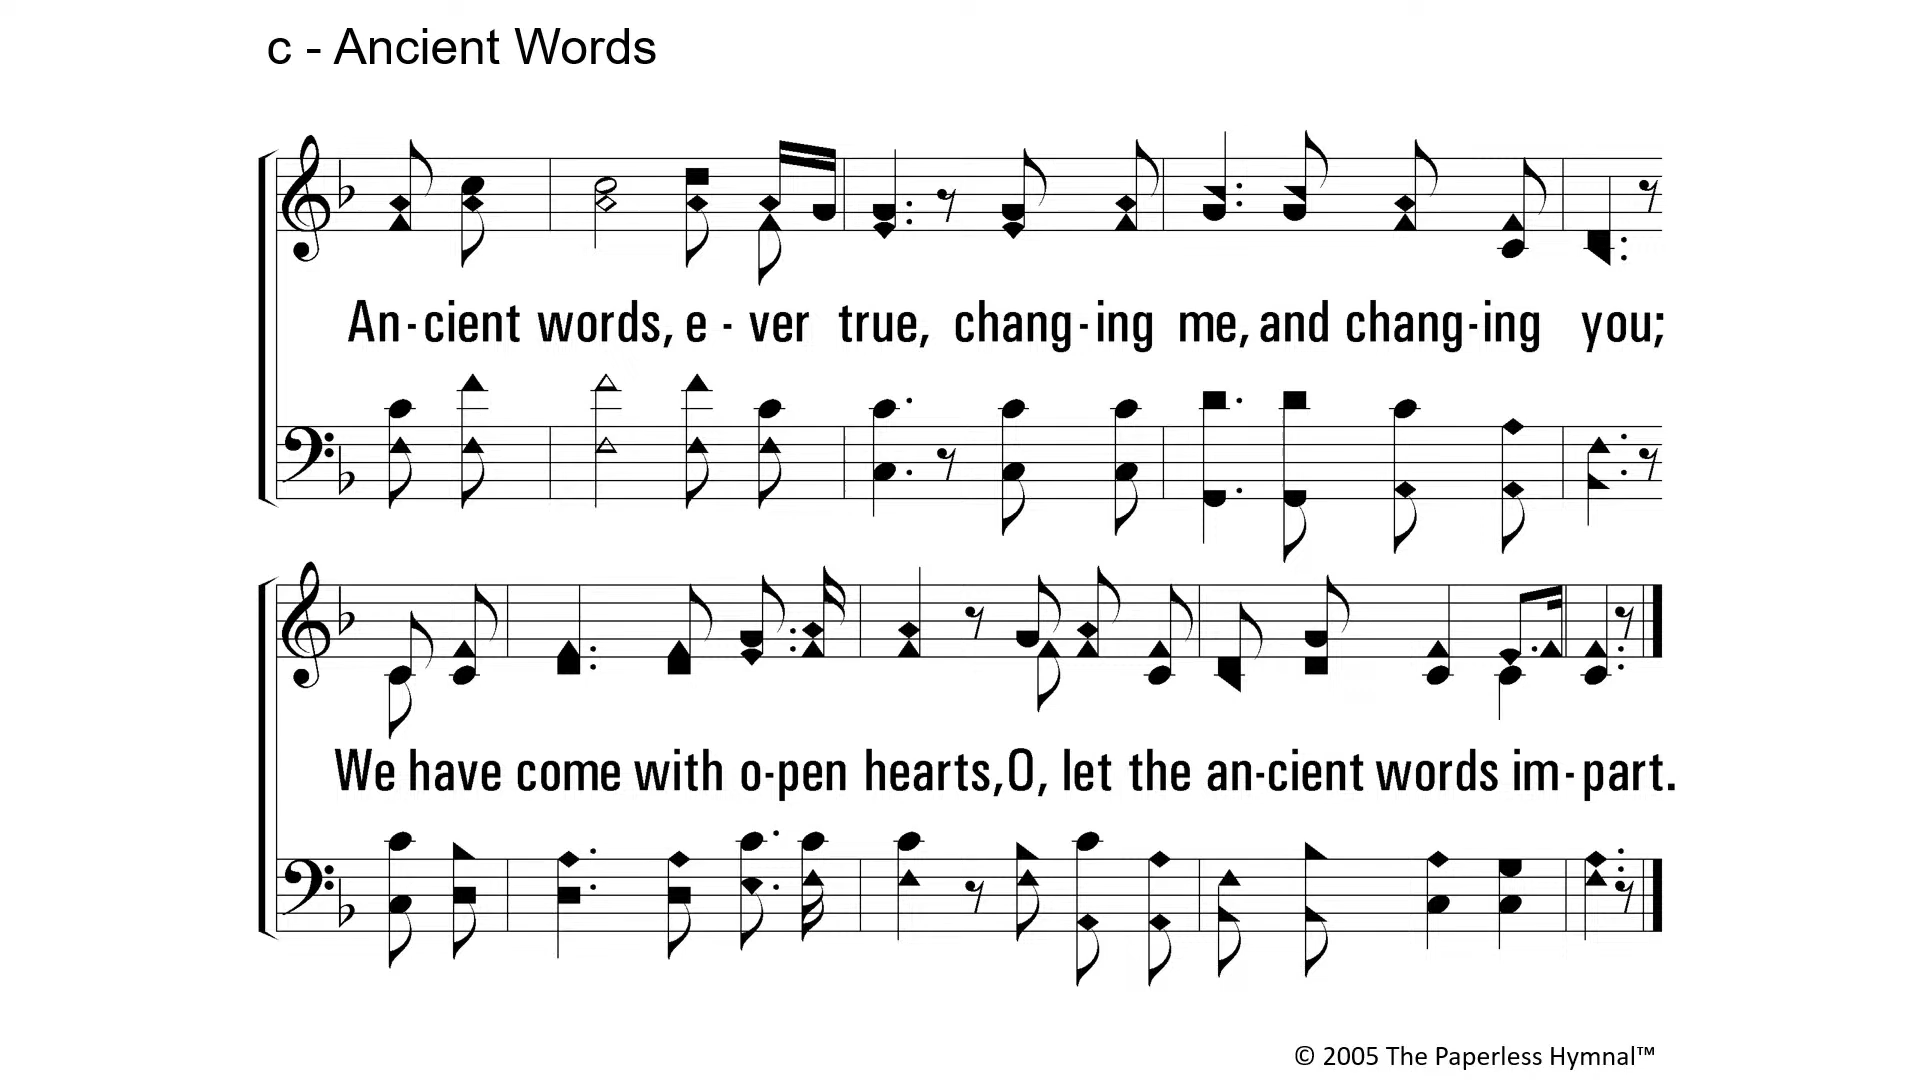 c - Ancient Words
An-cient words, e - ver true, chang-ing me, and chang-ing you;
We have come with o-pen hearts, O, let the an-cient words im-part.
© 2005 The Paperless Hymnal™